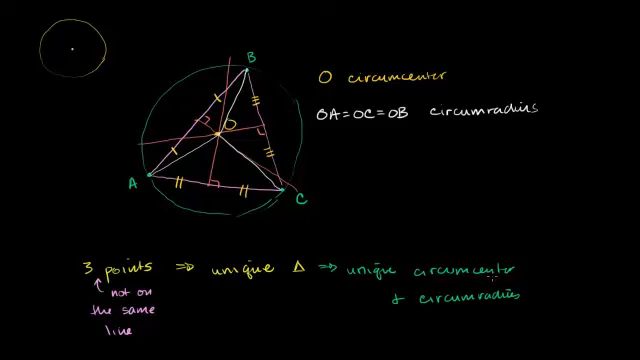 B
O circumcenter
OA=OC=OB circumradius
O
A
C
3 points ⇒ unique Δ ⇒ unique circumcenter
+ circumradius
not on
the same
line